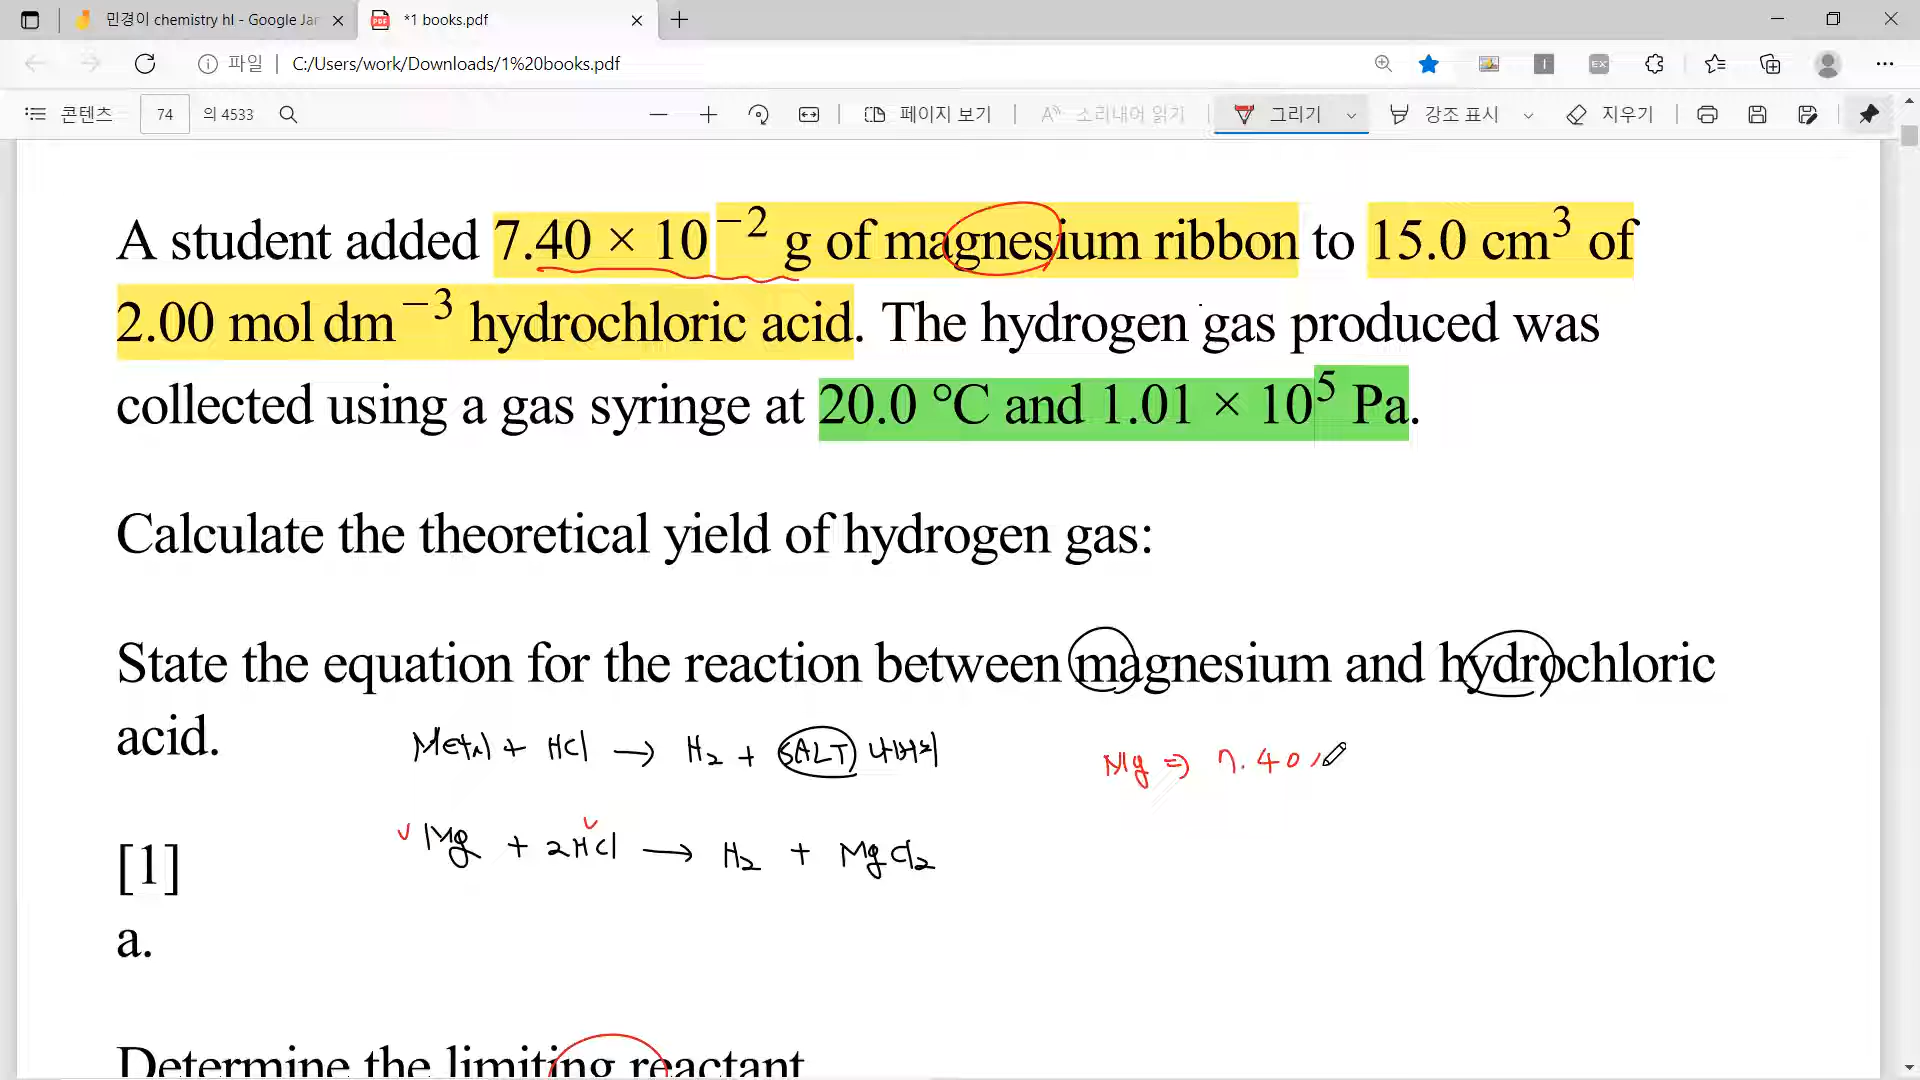 민경이 chemistry hl - Google Jar
*1 books.pdf
파일
C:/Users/work/Downloads/1%20books.pdf
콘텐츠
74
의 4533
페이지 보기
소리내어 읽기
그리기
강조 표시
지우기
A student added 7.40 × 10⁻² g of magnesium ribbon to 15.0 cm³ of
2.00 mol dm⁻³ hydrochloric acid. The hydrogen gas produced was
collected using a gas syringe at 20.0 °C and 1.01 × 10⁵ Pa.
Calculate the theoretical yield of hydrogen gas:
State the equation for the reaction between magnesium and hydrochloric
acid.
Metal + HCl → H₂ + SALT
Mg ⇒ 7.40
Mg + 2HCl → H₂ + MgCl₂
[1]
a.
Determine the limiting reactant